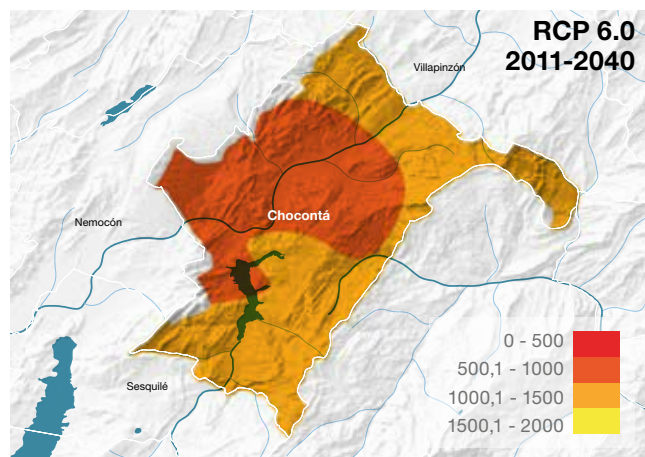 RCP 6.0
2011-2040
Villapinzón
Chocontá
Nemocón
Sesquilé
0 - 500
500,1 - 1000
1000,1 - 1500
1500,1 - 2000